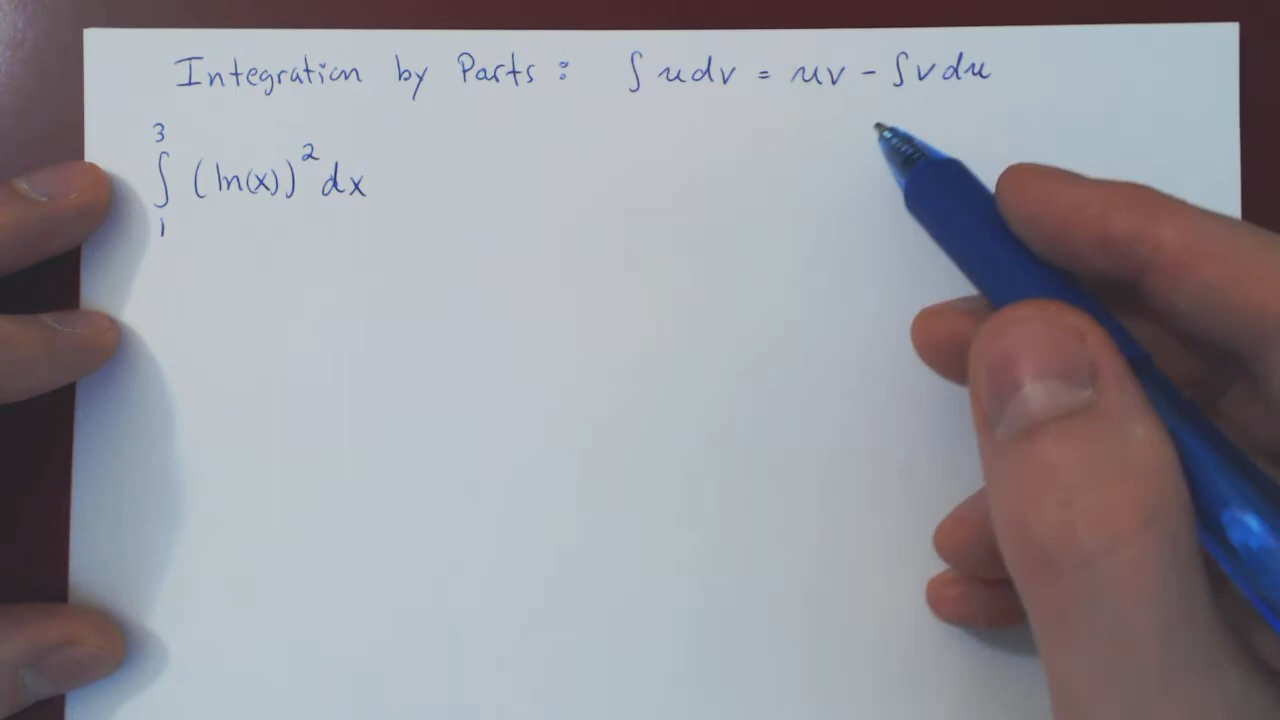 Integration by Parts : ∫ u dv = uv - ∫ v du
∫₁³ (ln(x))² dx